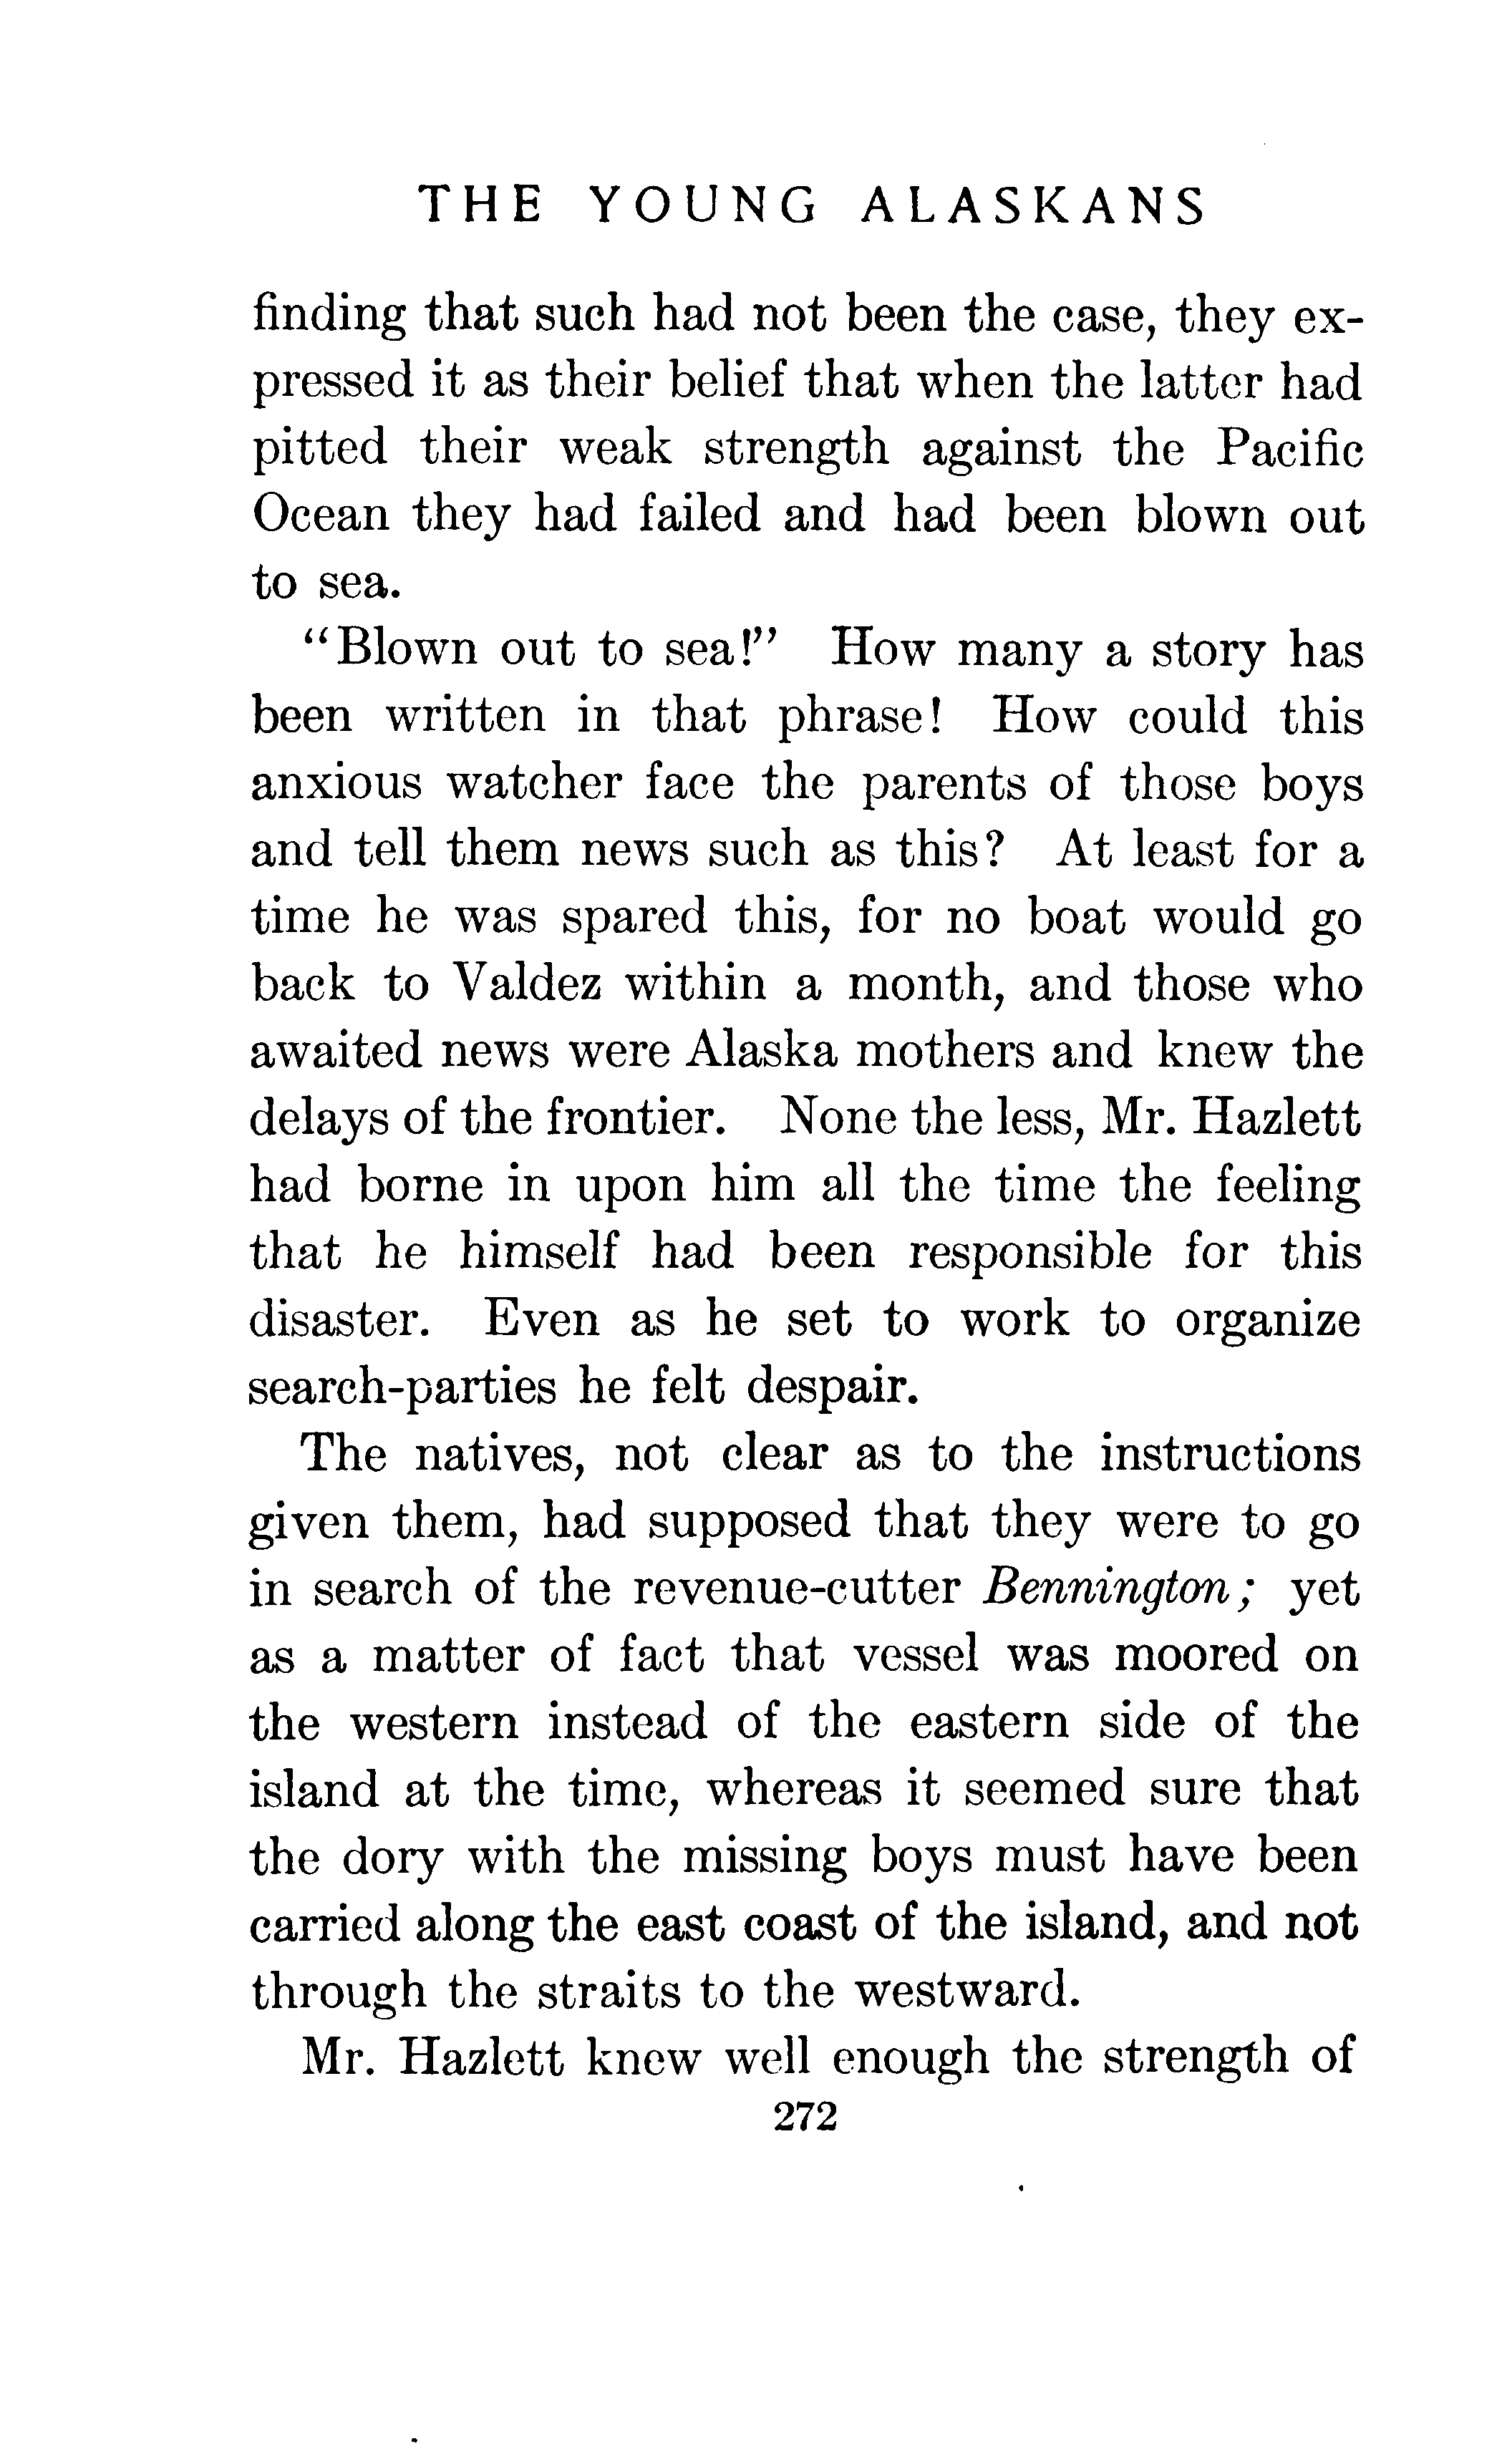 THE YOUNG ALASKANS
finding that such had not been the case, they ex-
pressed it as their belief that when the latter had
pitted their weak strength against the Pacific
Ocean they had failed and had been blown out
to sea.
"Blown out to sea!" How many a story has
been written in that phrase! How could this
anxious watcher face the parents of those boys
and tell them news such as this? At least for a
time he was spared this, for no boat would go
back to Valdez within a month, and those who
awaited news were Alaska mothers and knew the
delays of the frontier. None the less, Mr. Hazlett
had borne in upon him all the time the feeling
that he himself had been responsible for this
disaster. Even as he set to work to organize
search-parties he felt despair.
The natives, not clear as to the instructions
given them, had supposed that they were to go
in search of the revenue-cutter Bennington; yet
as a matter of fact that vessel was moored on
the western instead of the eastern side of the
island at the time, whereas it seemed sure that
the dory with the missing boys must have been
carried along the east coast of the island, and not
through the straits to the westward.
Mr. Hazlett knew well enough the strength of
272